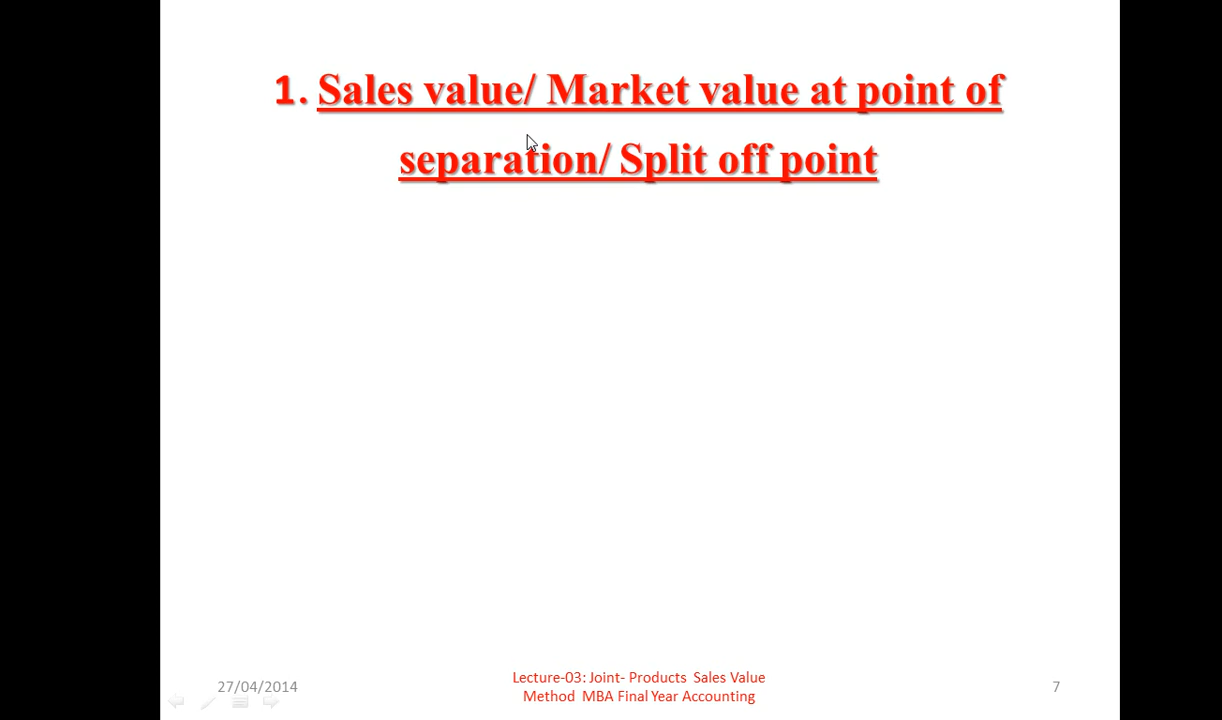 1. Sales value/ Market value at point of
separation/ Split off point
27/04/2014
Lecture-03: Joint- Products Sales Value
Method MBA Final Year Accounting
7